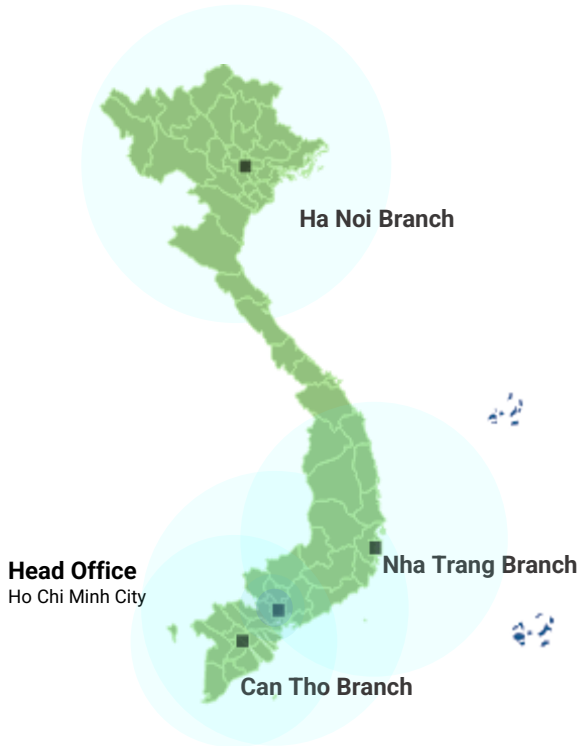 Ha Noi Branch
Nha Trang Branch
Head Office
Ho Chi Minh City
Can Tho Branch